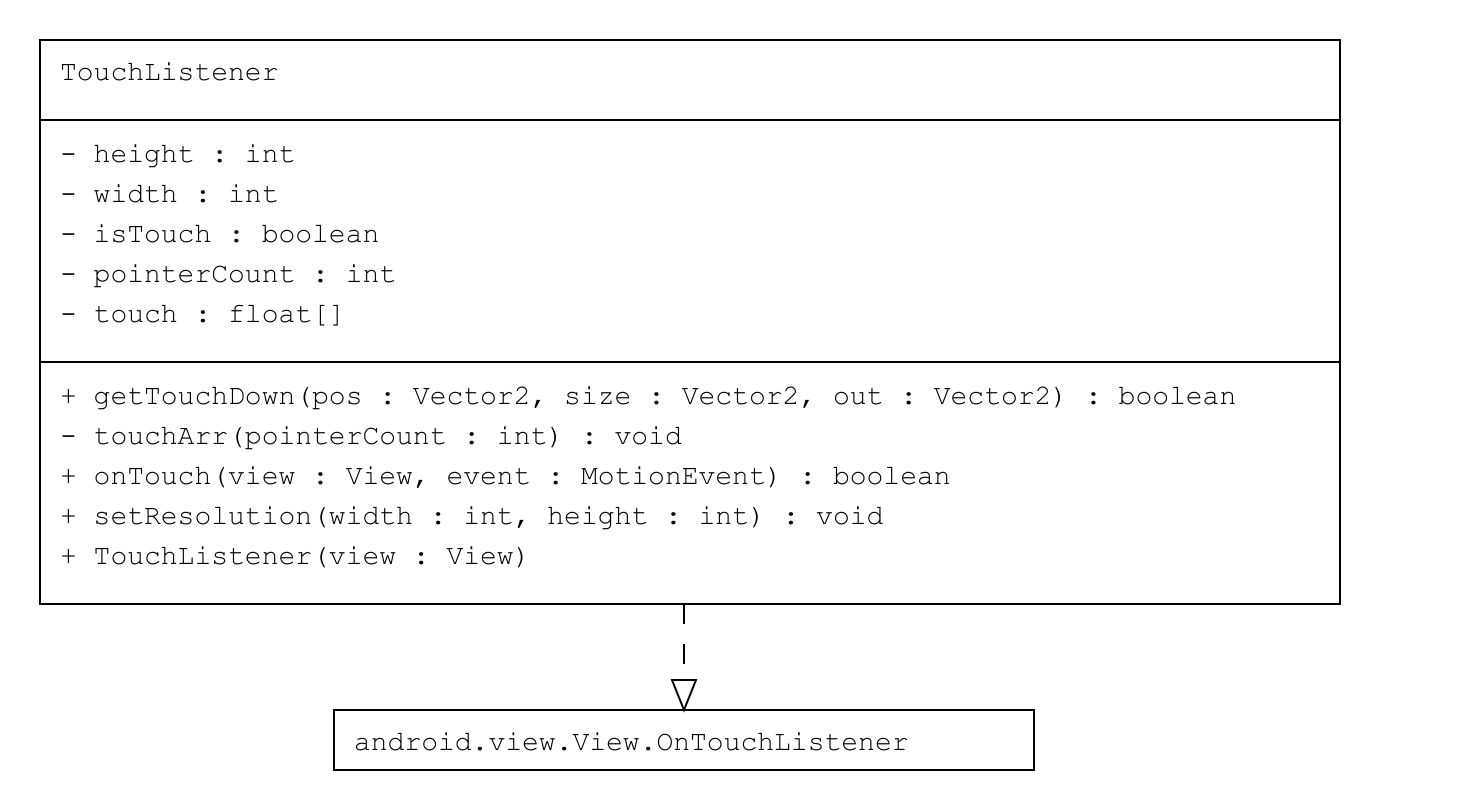 TouchListener
- height : int
- width : int
- isTouch : boolean
- pointerCount : int
- touch : float[]
+ getTouchDown(pos : Vector2, size : Vector2, out : Vector2) : boolean
- touchArr(pointerCount : int) : void
+ onTouch(view : View, event : MotionEvent) : boolean
+ setResolution(width : int, height : int) : void
+ TouchListener(view : View)
android.view.View.OnTouchListener